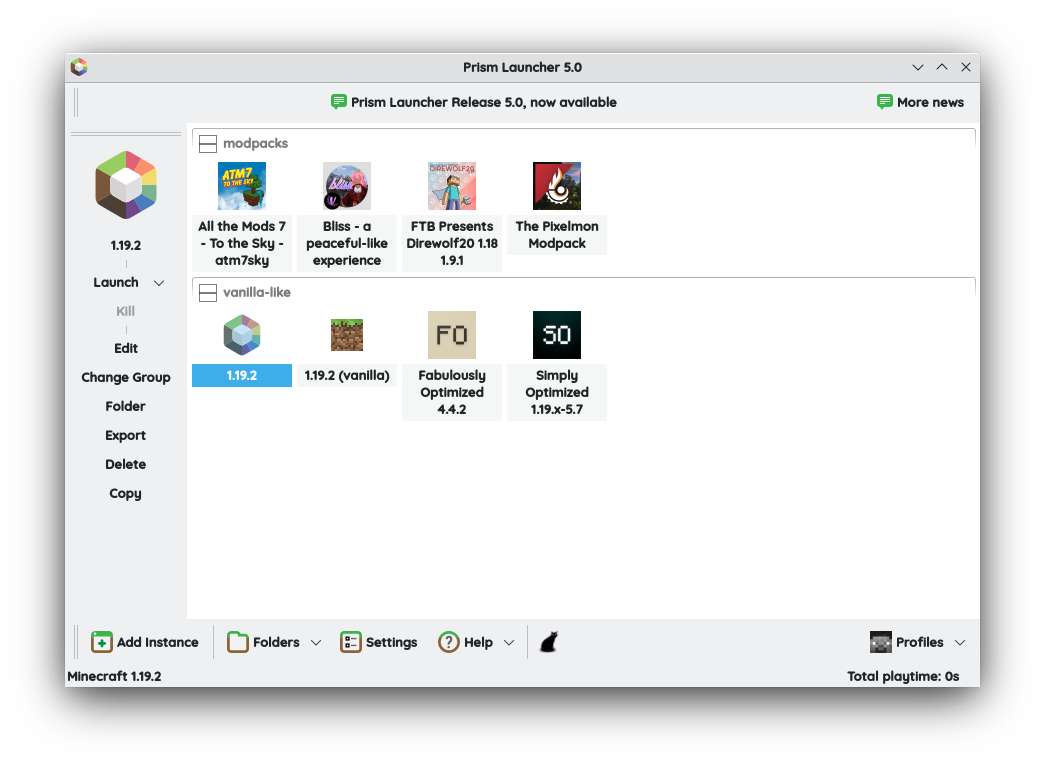 Prism Launcher 5.0
Prism Launcher Release 5.0, now available
More news
1.19.2
Launch
Kill
Edit
Change Group
Folder
Export
Delete
Copy
modpacks
ATM7
TO THE SKY
bliss
DIREWOLF20
All the Mods 7
- To the Sky -
atm7sky
Bliss - a
peaceful-like
experience
FTB Presents
Direwolf20 1.18
1.9.1
The Pixelmon
Modpack
vanilla-like
FO
SO
1.19.2
1.19.2 (vanilla)
Fabulously
Optimized
4.4.2
Simply
Optimized
1.19.x-5.7
Add Instance
Folders
Settings
Help
Profiles
Minecraft 1.19.2
Total playtime: 0s